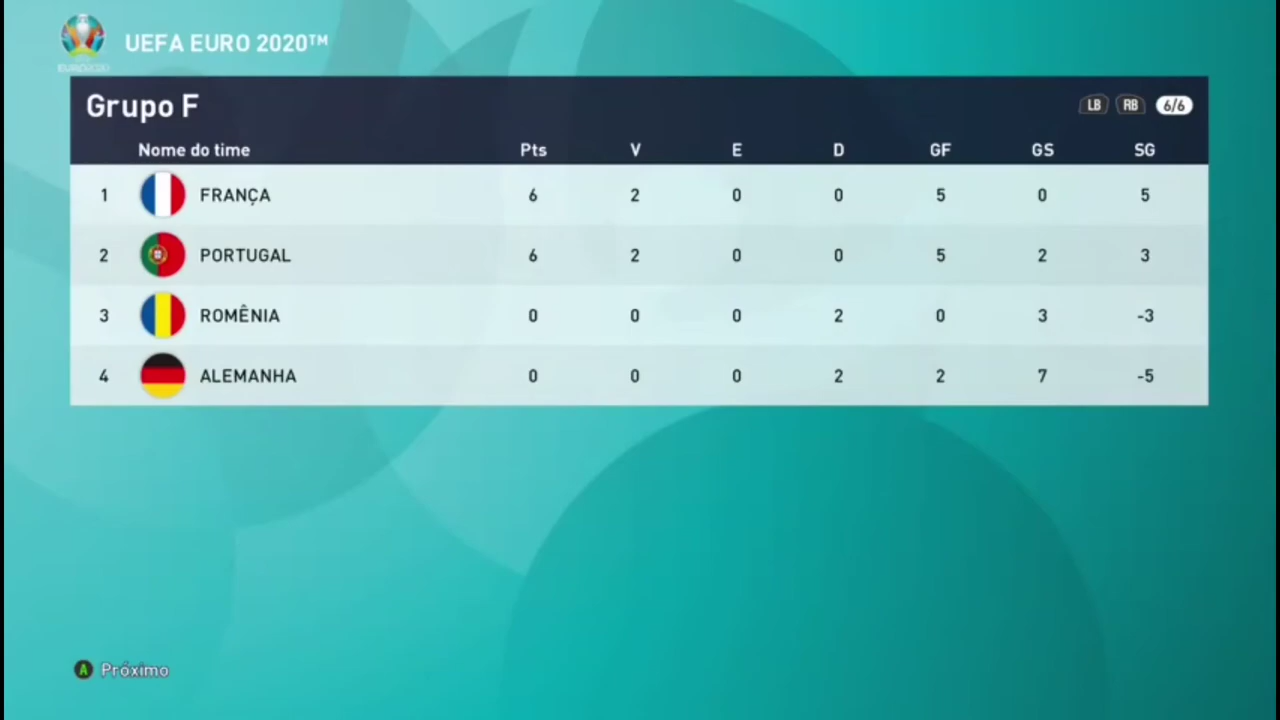 UEFA EURO 2020™
EURO2020
Grupo F LB RB 6/6
Nome do time Pts V E D GF GS SG
1 FRANÇA 6 2 0 0 5 0 5
2 PORTUGAL 6 2 0 0 5 2 3
3 ROMÊNIA 0 0 0 2 0 3 -3
4 ALEMANHA 0 0 0 2 2 7 -5
A Próximo